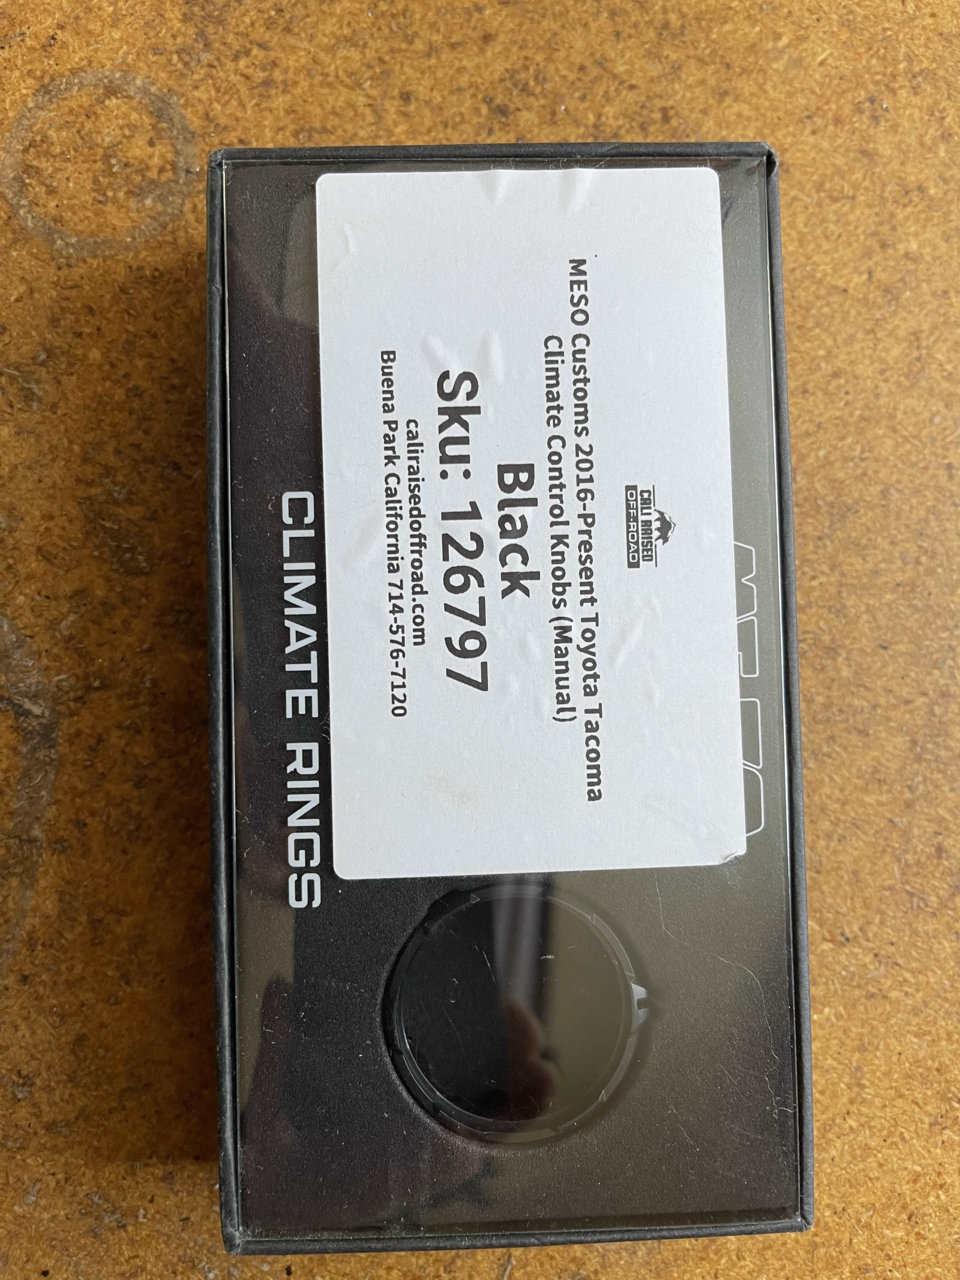 CALI RAISED
OFF-ROAD
MESO Customs 2016-Present Toyota Tacoma
Climate Control Knobs (Manual)
Black
Sku: 126797
caliraisedoffroad.com
Buena Park California 714-576-7120
CLIMATE RINGS